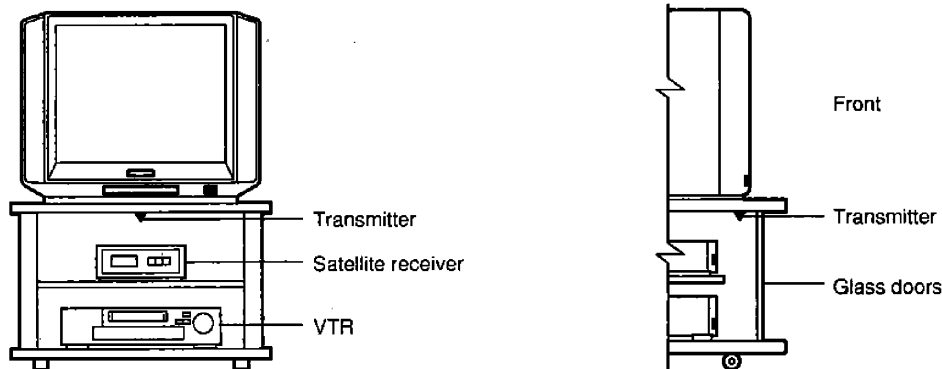 Front
Transmitter
Satellite receiver
VTR
Transmitter
Glass doors